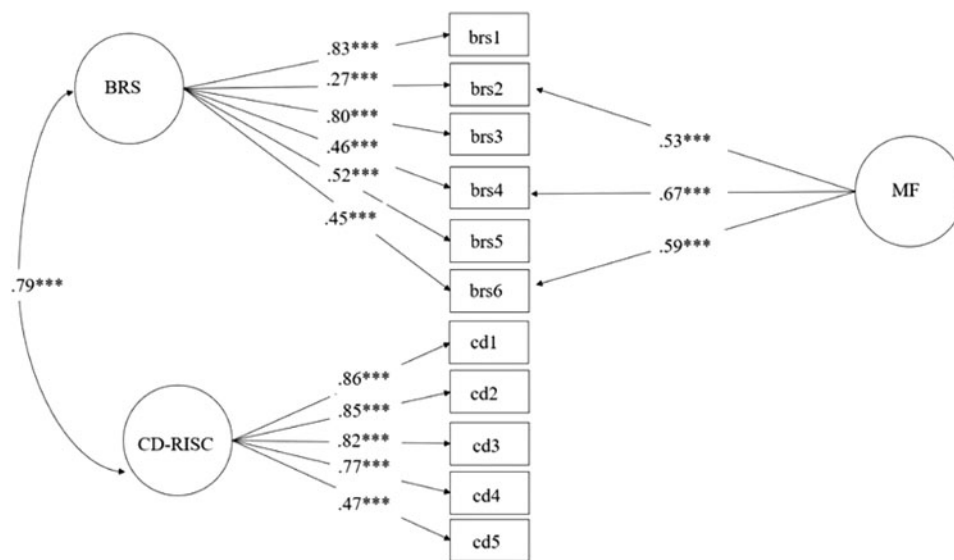 BRS
.83***
.27***
.80***
.46***
.52***
.45***
brs1
brs2
brs3
brs4
brs5
brs6
.53***
.67***
.59***
MF
.79***
CD-RISC
.86***
.85***
.82***
.77***
.47***
cd1
cd2
cd3
cd4
cd5